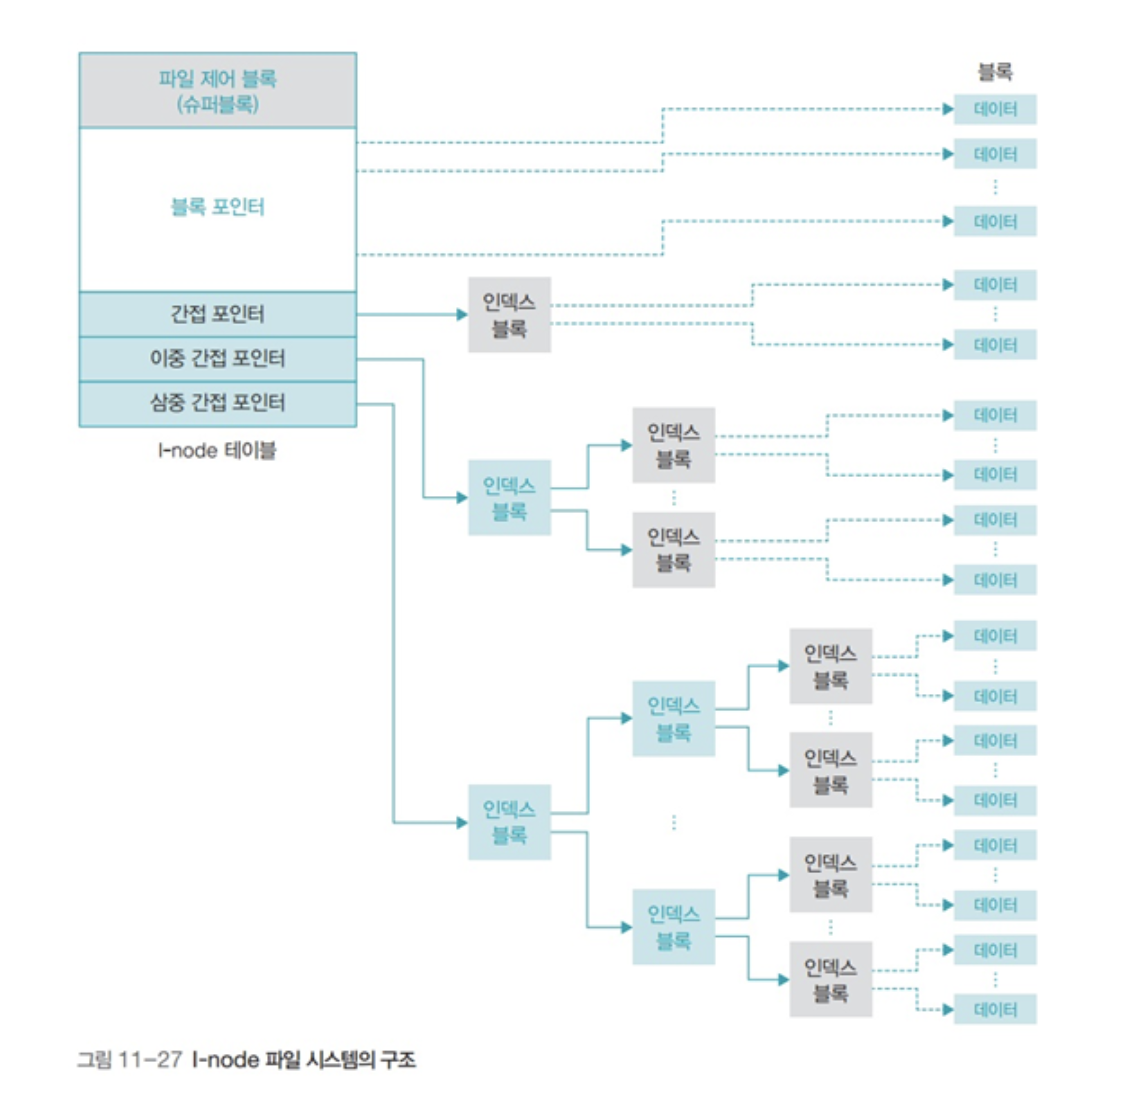 파일 제어 블록
(슈퍼블록)
블록 포인터
간접 포인터
이중 간접 포인터
삼중 간접 포인터
I-node 테이블
블록
데이터
데이터
데이터
인덱스
블록
데이터
데이터
인덱스
블록
인덱스
블록
데이터
데이터
인덱스
블록
데이터
데이터
인덱스
블록
인덱스
블록
인덱스
블록
데이터
데이터
인덱스
블록
데이터
데이터
인덱스
블록
인덱스
블록
데이터
데이터
인덱스
블록
데이터
데이터
그림 11-27 I-node 파일 시스템의 구조